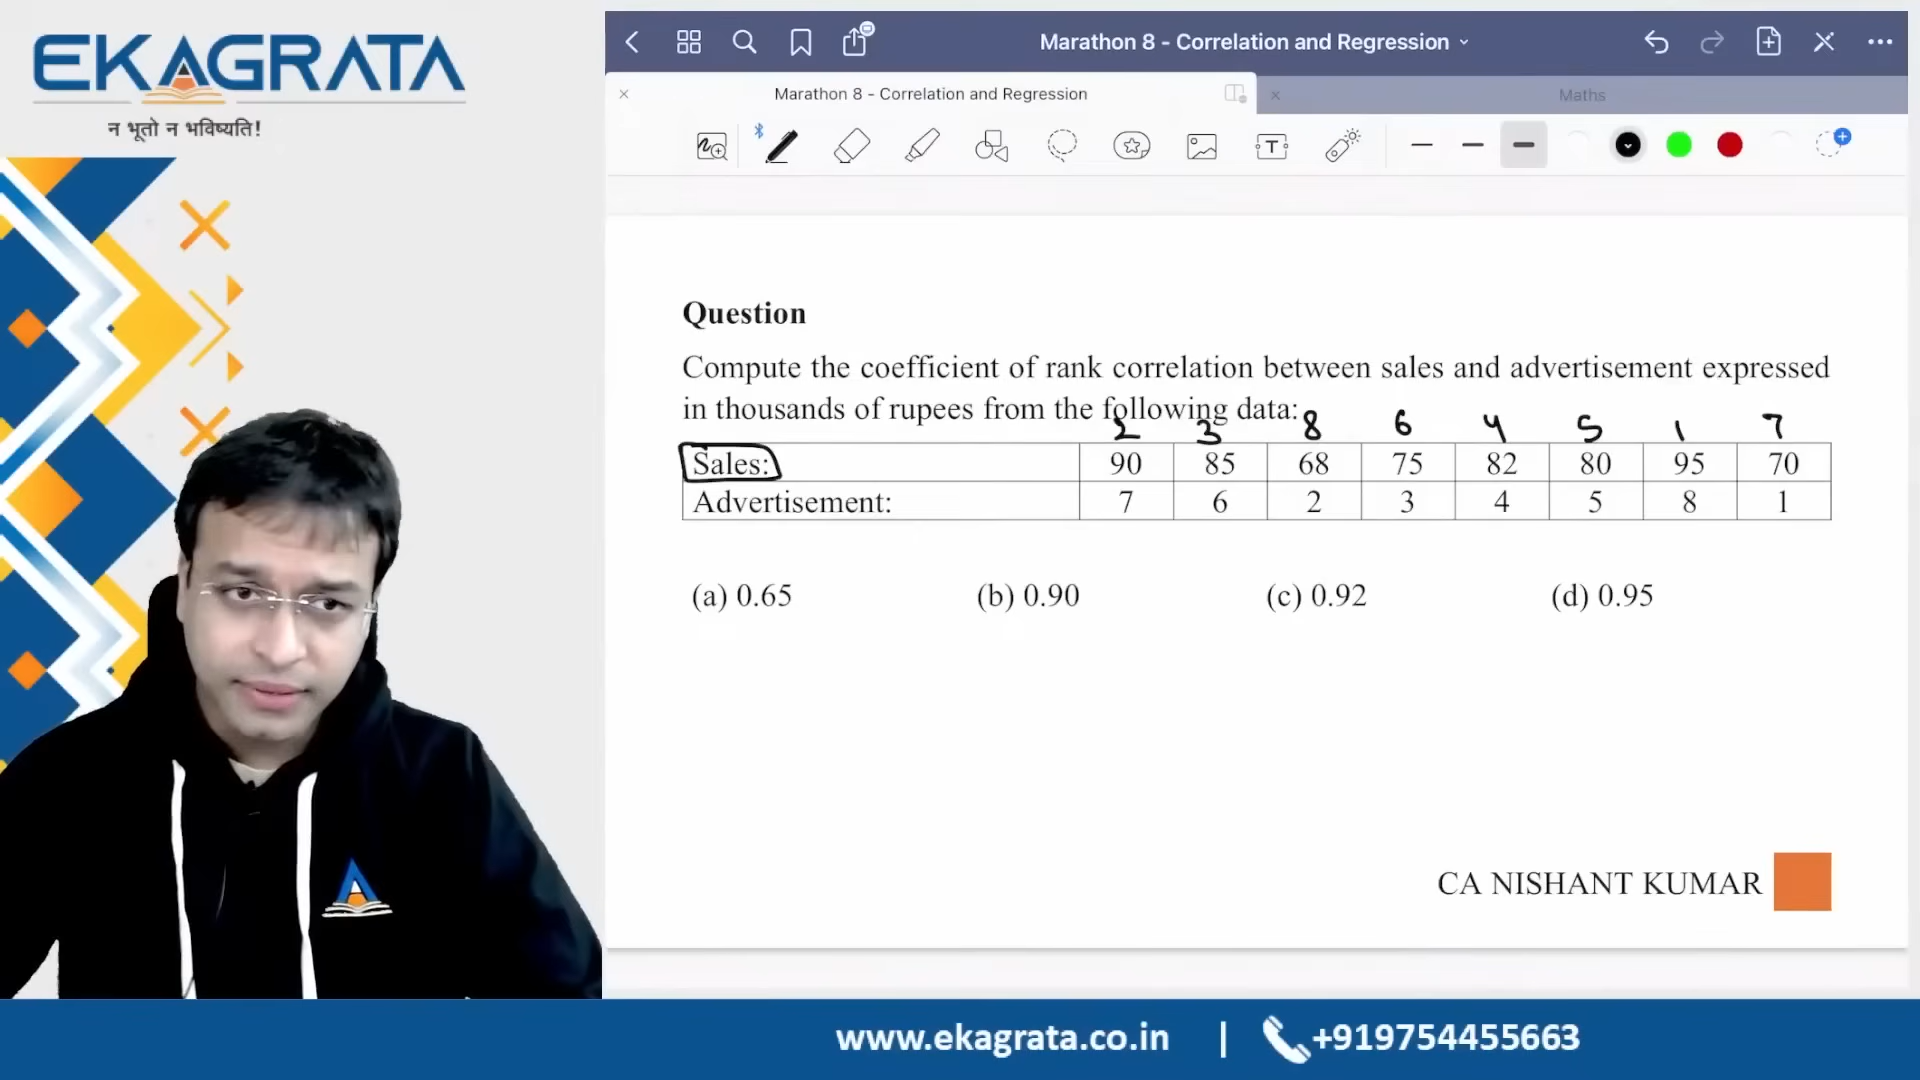 EKAGRATA
न भूतो न भविष्यति!
Marathon 8 - Correlation and Regression
Marathon 8 - Correlation and Regression
Maths
Question
Compute the coefficient of rank correlation between sales and advertisement expressed
in thousands of rupees from the following data:
2 3 8 6 4 5 1 7
Sales: 90 85 68 75 82 80 95 70
Advertisement: 7 6 2 3 4 5 8 1
(a) 0.65 (b) 0.90 (c) 0.92 (d) 0.95
CA NISHANT KUMAR
www.ekagrata.co.in | +919754455663